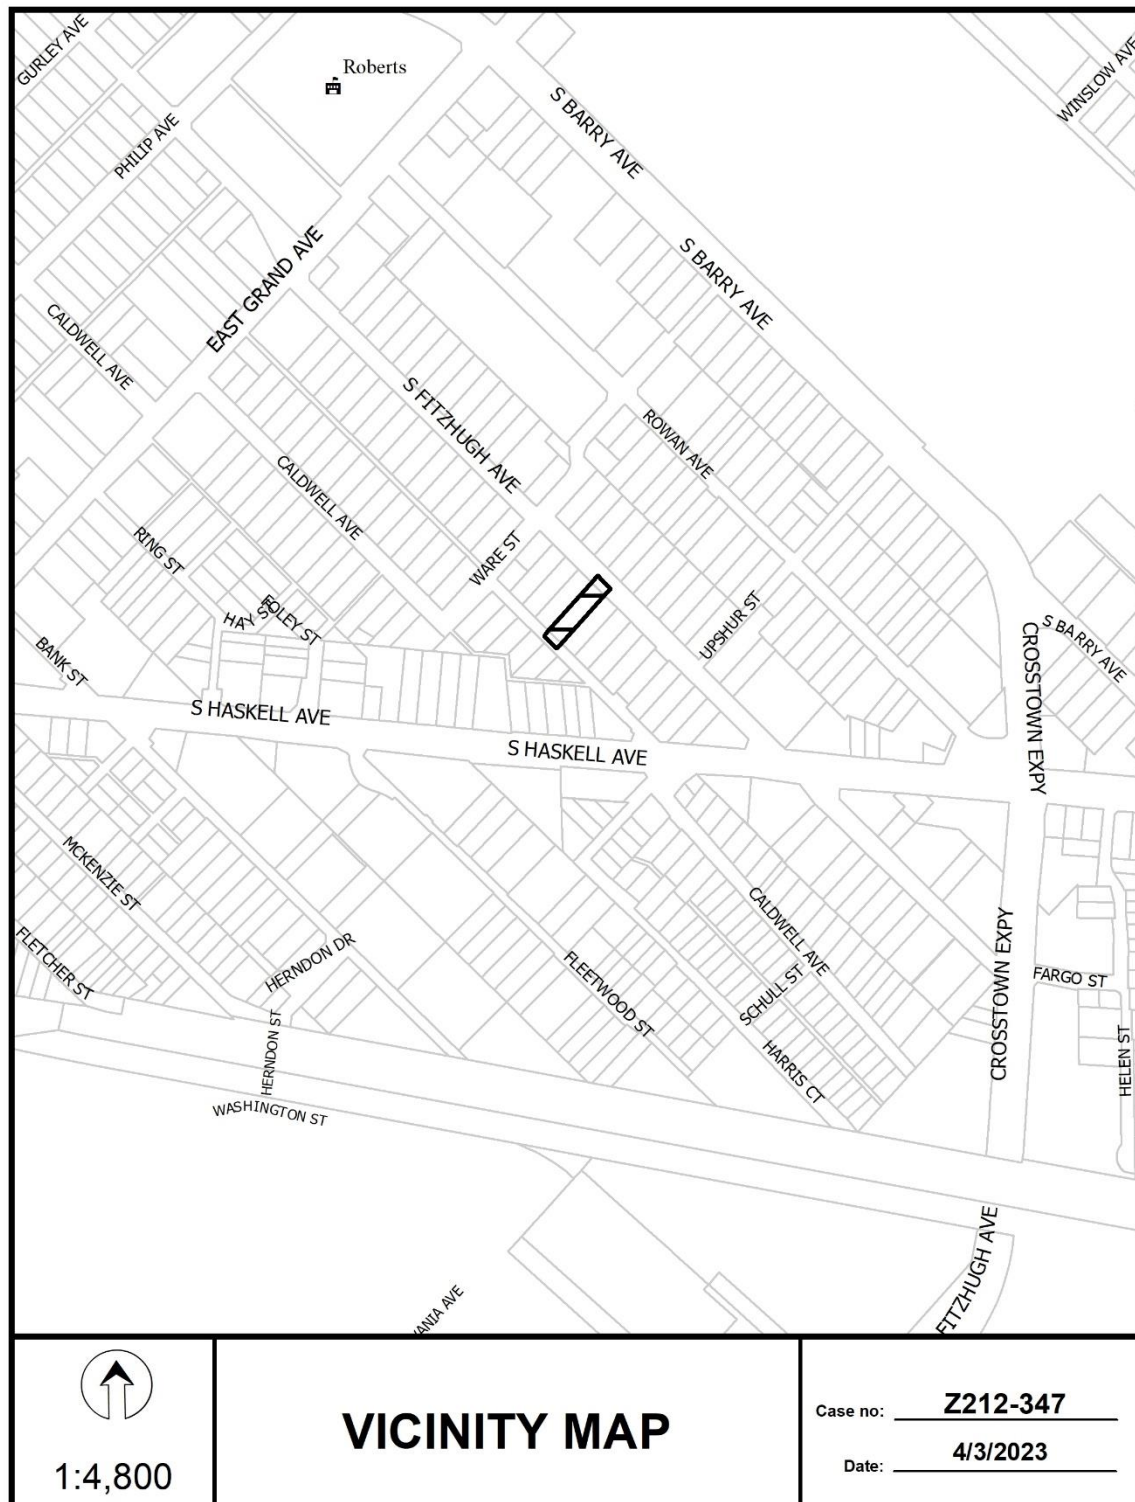 GURLEY AVE
Roberts
WINSLOW AVE
PHILIP AVE
S BARRY AVE
EAST GRAND AVE
S BARRY AVE
CALDWELL AVE
S FITZHUGH AVE
ROWAN AVE
CALDWELL AVE
RING ST
WARE ST
HAY ST
FOLEY ST
UPSHUR ST
S BARRY AVE
BANK ST
CROSSTOWN EXPY
S HASKELL AVE
S HASKELL AVE
MCKENZIE ST
CALDWELL AVE
FLETCHER ST
HERNDON DR
FLEETWOOD ST
SCHULL ST
CROSSTOWN EXPY
FARGO ST
HERNDON ST
HARRIS CT
HELEN ST
WASHINGTON ST
FITZHUGH AVE
VANIA AVE
1:4,800
VICINITY MAP
Case no: Z212-347
Date: 4/3/2023